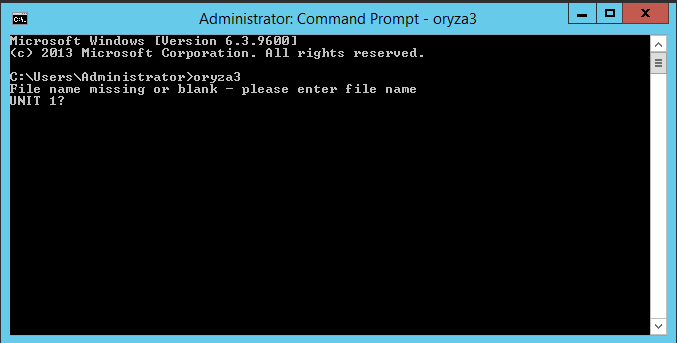 Administrator: Command Prompt - oryza3
Microsoft Windows [Version 6.3.9600]
(c) 2013 Microsoft Corporation. All rights reserved.
C:\Users\Administrator>oryza3
File name missing or blank - please enter file name
UNIT 1?